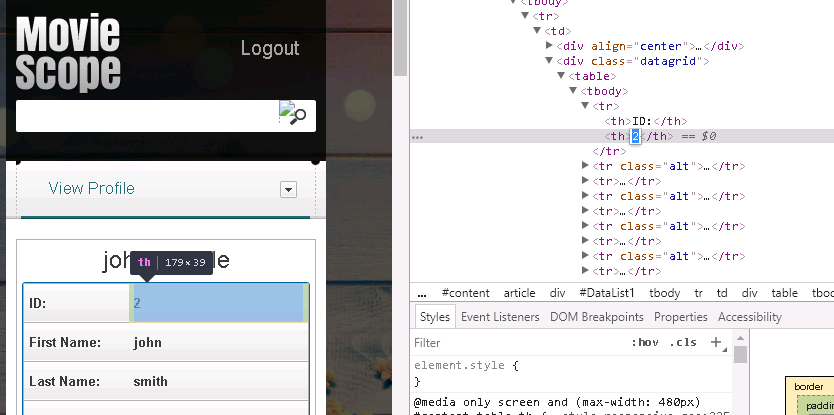 Movie
Scope
Logout
View Profile
th 179 × 39
ID: 2
First Name: john
Last Name: smith
<tbody>
<tr>
<td>
<div align="center">…</div>
<div class="datagrid">
<table>
<tbody>
<tr>
<th>ID:</th>
... <th>2</th> == $0
</tr>
<tr class="alt">…</tr>
<tr>…</tr>
<tr class="alt">…</tr>
<tr>…</tr>
<tr class="alt">…</tr>
<tr>…</tr>
<tr class="alt">…</tr>
<tr>…</tr>
... #content article div #DataList1 tbody tr td div table tbody
Styles Event Listeners DOM Breakpoints Properties Accessibility
Filter :hov .cls +
element.style {
}
@media only screen and (max-width: 480px)
border